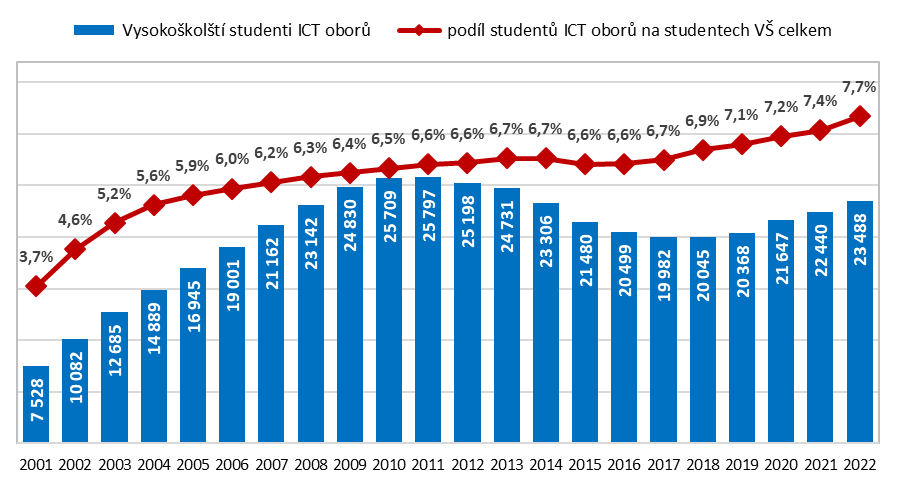 Vysokoškolští studenti ICT oborů
podíl studentů ICT oborů na studentech VŠ celkem
3,7% 4,6% 5,2% 5,6% 5,9% 6,0% 6,2% 6,3% 6,4% 6,5% 6,6% 6,6% 6,7% 6,7% 6,6% 6,6% 6,7% 6,9% 7,1% 7,2% 7,4% 7,7%
7 528 10 082 12 685 14 889 16 945 19 001 21 162 23 142 24 830 25 709 25 797 25 198 24 731 23 306 21 480 20 499 19 982 20 045 20 368 21 647 22 440 23 488
2001 2002 2003 2004 2005 2006 2007 2008 2009 2010 2011 2012 2013 2014 2015 2016 2017 2018 2019 2020 2021 2022